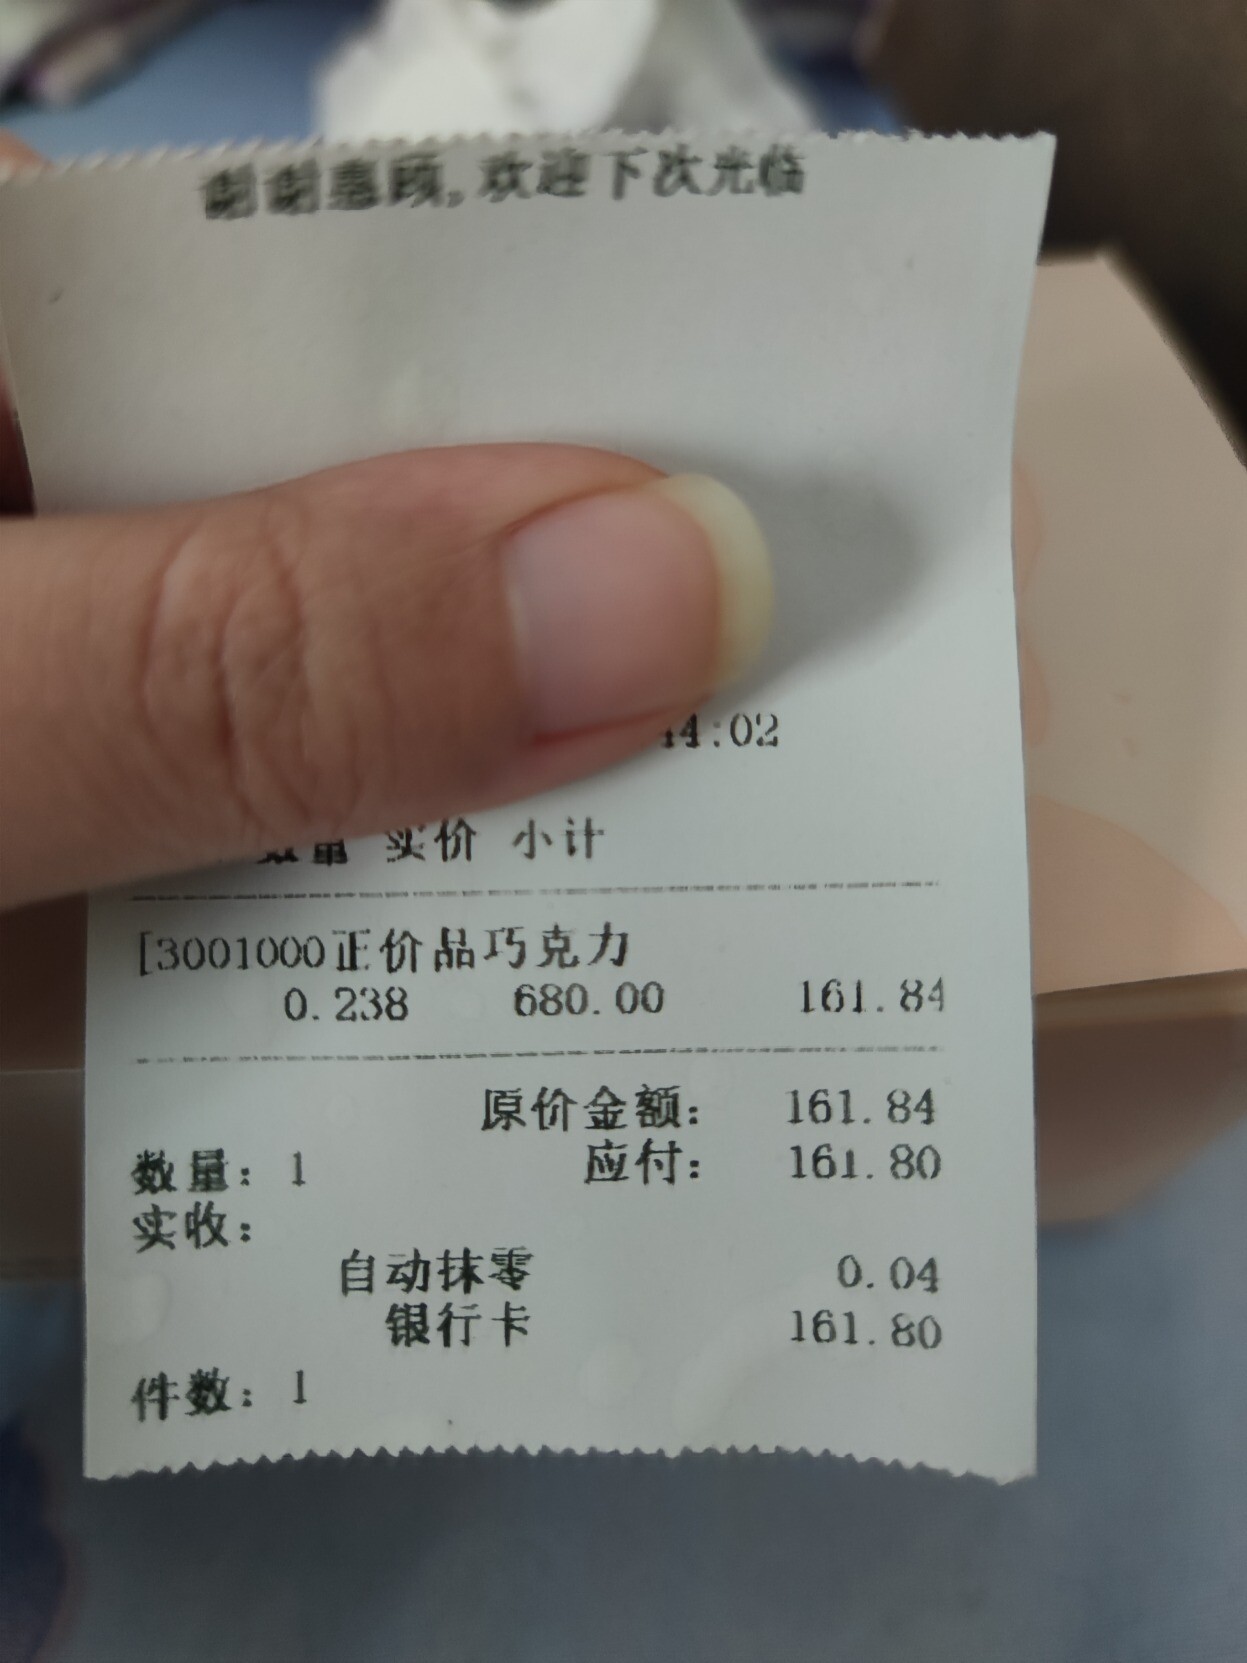 谢谢惠顾,欢迎下次光临
44:02
数量 实价 小计
[3001000正价品巧克力
0.238 680.00 161.84
原价金额: 161.84
数量: 1 应付: 161.80
实收:
自动抹零 0.04
银行卡 161.80
件数: 1